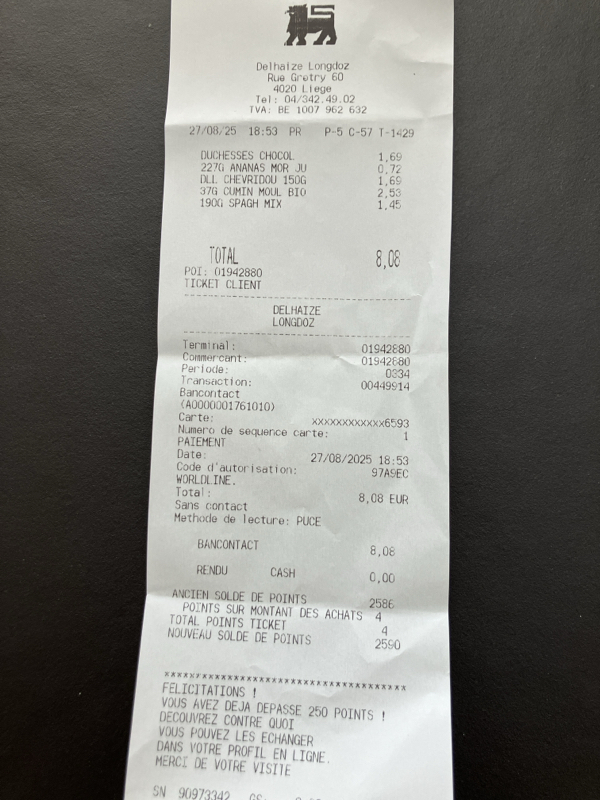 Delhaize Longdoz
Rue Gretry 60
4020 Liege
Tel: 04/342.49.02
TVA: BE 1007 962 632
27/08/25 18:53 PR P-5 C-57 T-1429
DUCHESSES CHOCOL 1,69
227G ANANAS MOR JU 0,72
DLL CHEVRIDOU 150G 1,69
37G CUMIN MOUL BIO 2,53
190G SPAGH MIX 1,45
TOTAL 8,08
POI: 01942880
TICKET CLIENT
DELHAIZE
LONGDOZ
Terminal: 01942880
Commercant: 01942880
Periode: 0334
Transaction: 00449914
Bancontact
(A0000001761010)
Carte: xxxxxxxxxxxx6593
Numero de sequence carte: 1
PAIEMENT
Date: 27/08/2025 18:53
Code d'autorisation: 97A9EC
WORLDLINE.
Total: 8,08 EUR
Sans contact
Methode de lecture: PUCE
BANCONTACT 8,08
RENDU CASH 0,00
ANCIEN SOLDE DE POINTS 2586
POINTS SUR MONTANT DES ACHATS 4
TOTAL POINTS TICKET 4
NOUVEAU SOLDE DE POINTS 2590
****************************************
FELICITATIONS !
VOUS AVEZ DEJA DEPASSE 250 POINTS !
DECOUVREZ CONTRE QUOI
VOUS POUVEZ LES ECHANGER
DANS VOTRE PROFIL EN LIGNE.
MERCI DE VOTRE VISITE
SN 90973342